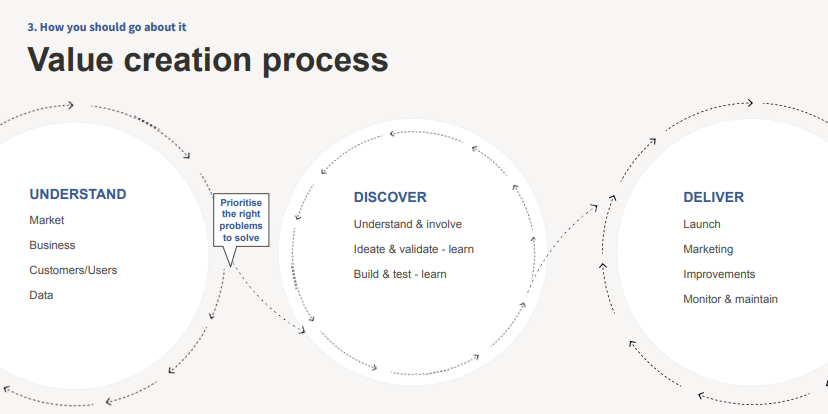 3. How you should go about it
Value creation process
UNDERSTAND
Market
Business
Customers/Users
Data
Prioritise
the right
problems
to solve
DISCOVER
Understand & involve
Ideate & validate - learn
Build & test - learn
DELIVER
Launch
Marketing
Improvements
Monitor & maintain